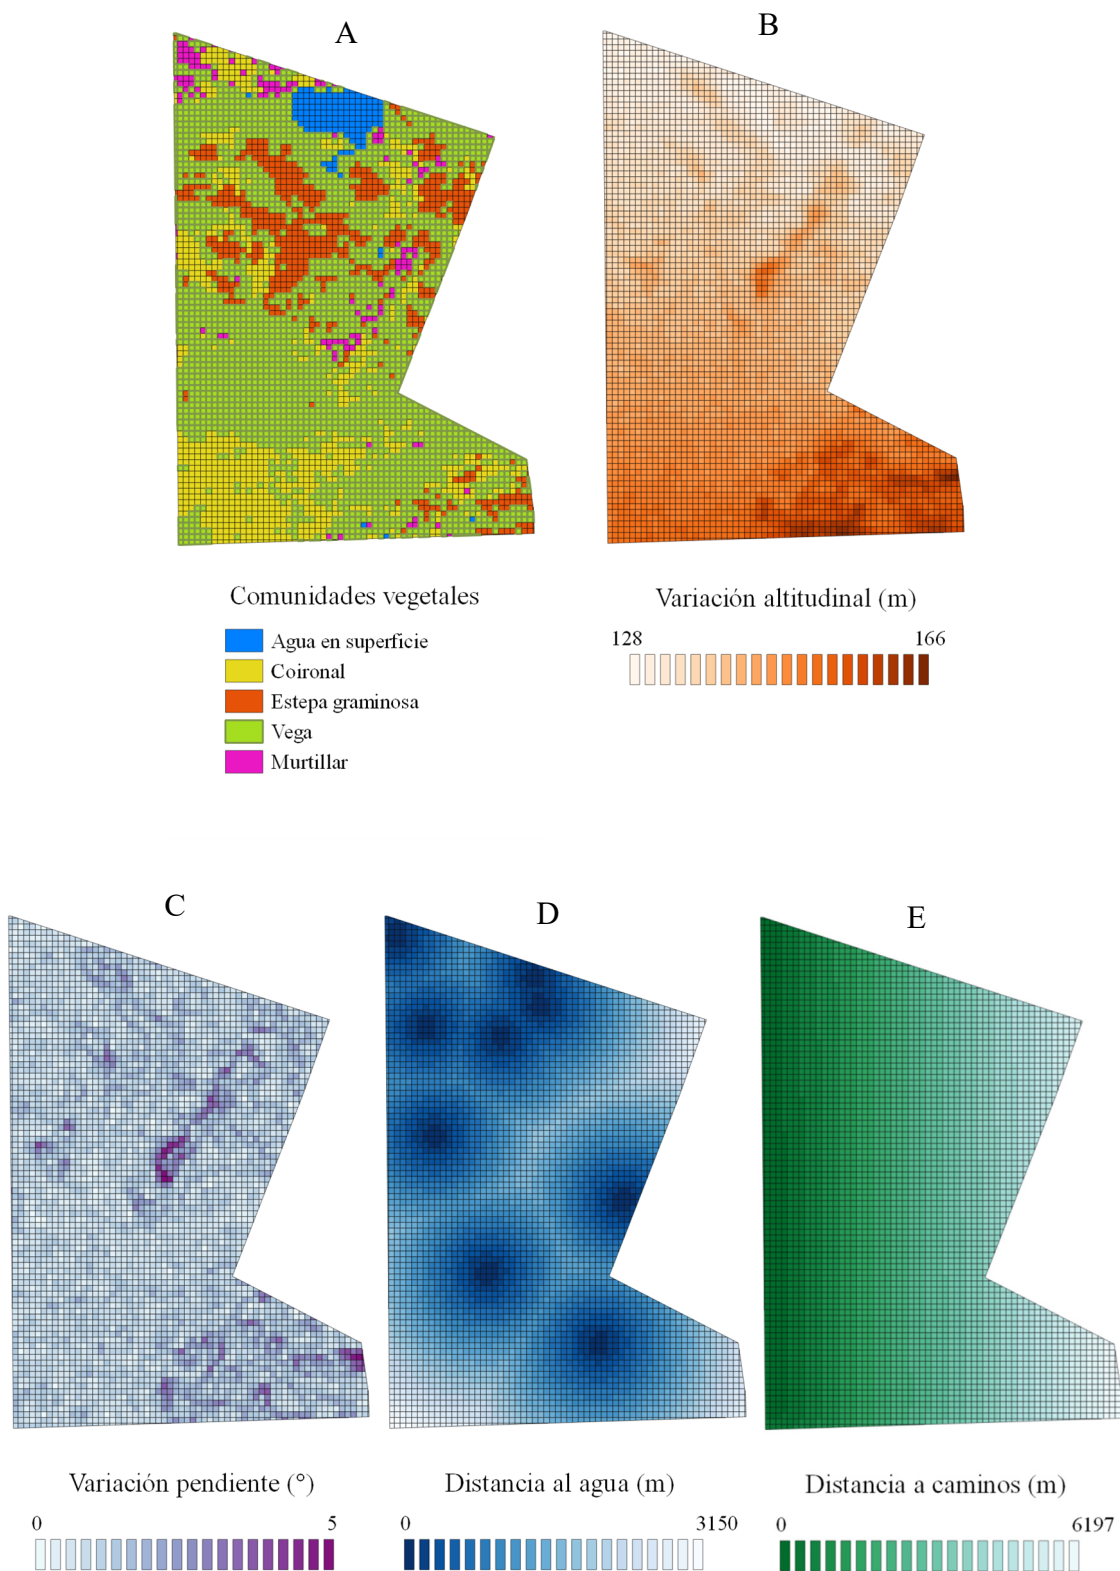 A
B
Comunidades vegetales
Agua en superficie
Coironal
Estepa graminosa
Vega
Murtillar
Variación altitudinal (m)
128 166
C
D
E
Variación pendiente (°)
0 5
Distancia al agua (m)
0 3150
Distancia a caminos (m)
0 6197